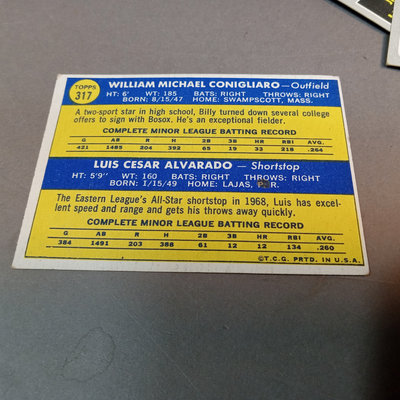 TOPPS
317
WILLIAM MICHAEL CONIGLIARO—Outfield
HT: 6' WT: 185 BATS: RIGHT THROWS: RIGHT
BORN: 8/15/47 HOME: SWAMPSCOTT, MASS.
A two-sport star in high school, Billy turned down several college
offers to sign with Bosox. He's an exceptional fielder.
COMPLETE MINOR LEAGUE BATTING RECORD
G AB R H 2B 3B HR RBI AVG.
421 1485 204 392 65 19 33 218 .264
LUIS CESAR ALVARADO — Shortstop
HT: 5'9" WT: 160 BATS: RIGHT THROWS: RIGHT
BORN: 1/15/49 HOME: LAJAS, P.R.
The Eastern League's All-Star shortstop in 1968, Luis has excel-
lent speed and range and gets his throws away quickly.
COMPLETE MINOR LEAGUE BATTING RECORD
G AB R H 2B 3B HR RBI AVG.
384 1491 203 388 61 12 12 134 .260
©T.C.G. PRTD. IN U.S.A.